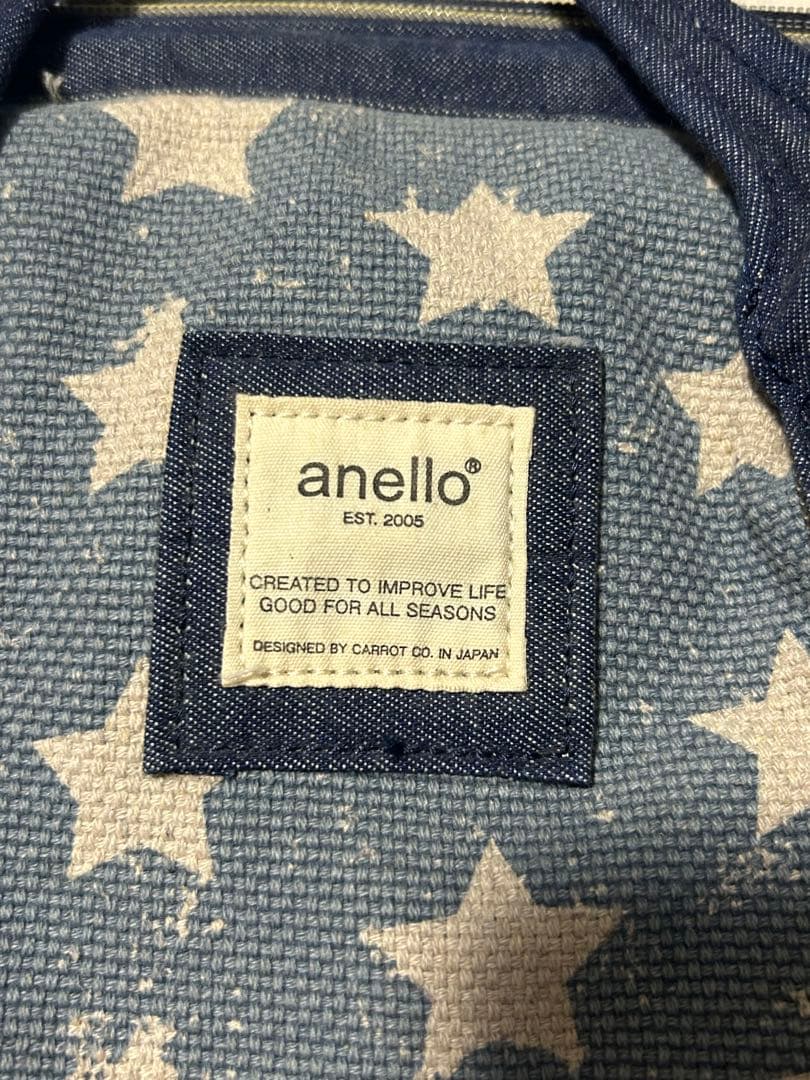 anello®
EST. 2005
CREATED TO IMPROVE LIFE
GOOD FOR ALL SEASONS
DESIGNED BY CARROT CO. IN JAPAN